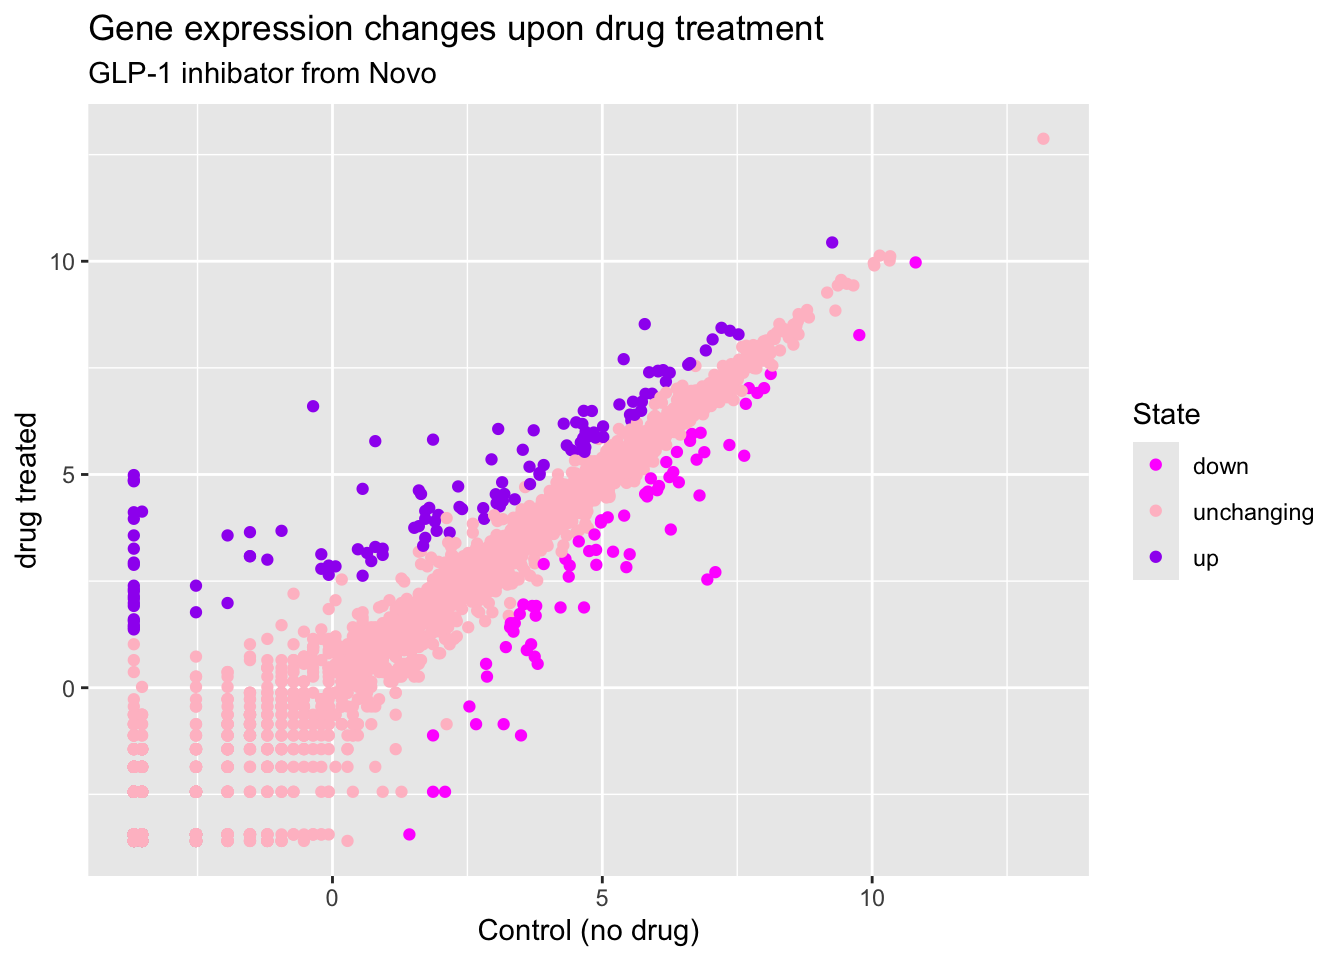 Gene expression changes upon drug treatment
GLP-1 inhibator from Novo
drug treated
10
5
0
0
5
10
Control (no drug)
State
down
unchanging
up